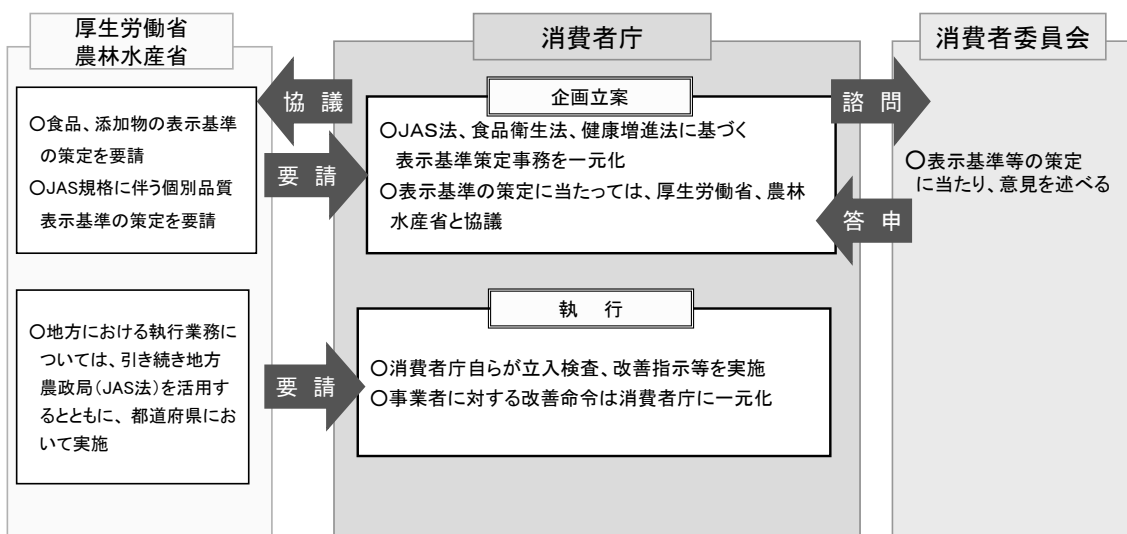 厚生労働省
農林水産省
協 議
○食品、添加物の表示基準
の策定を要請
○JAS規格に伴う個別品質
表示基準の策定を要請
要 請
○地方における執行業務に
ついては、引き続き地方
農政局(JAS法)を活用す
るとともに、都道府県にお
いて実施
要 請
消費者庁
企画立案
○JAS法、食品衛生法、健康増進法に基づく
表示基準策定事務を一元化
○表示基準の策定に当たっては、厚生労働省、農林
水産省と協議
執 行
○消費者庁自らが立入検査、改善指示等を実施
○事業者に対する改善命令は消費者庁に一元化
諮 問
答 申
消費者委員会
○表示基準等の策定
に当たり、意見を述べる